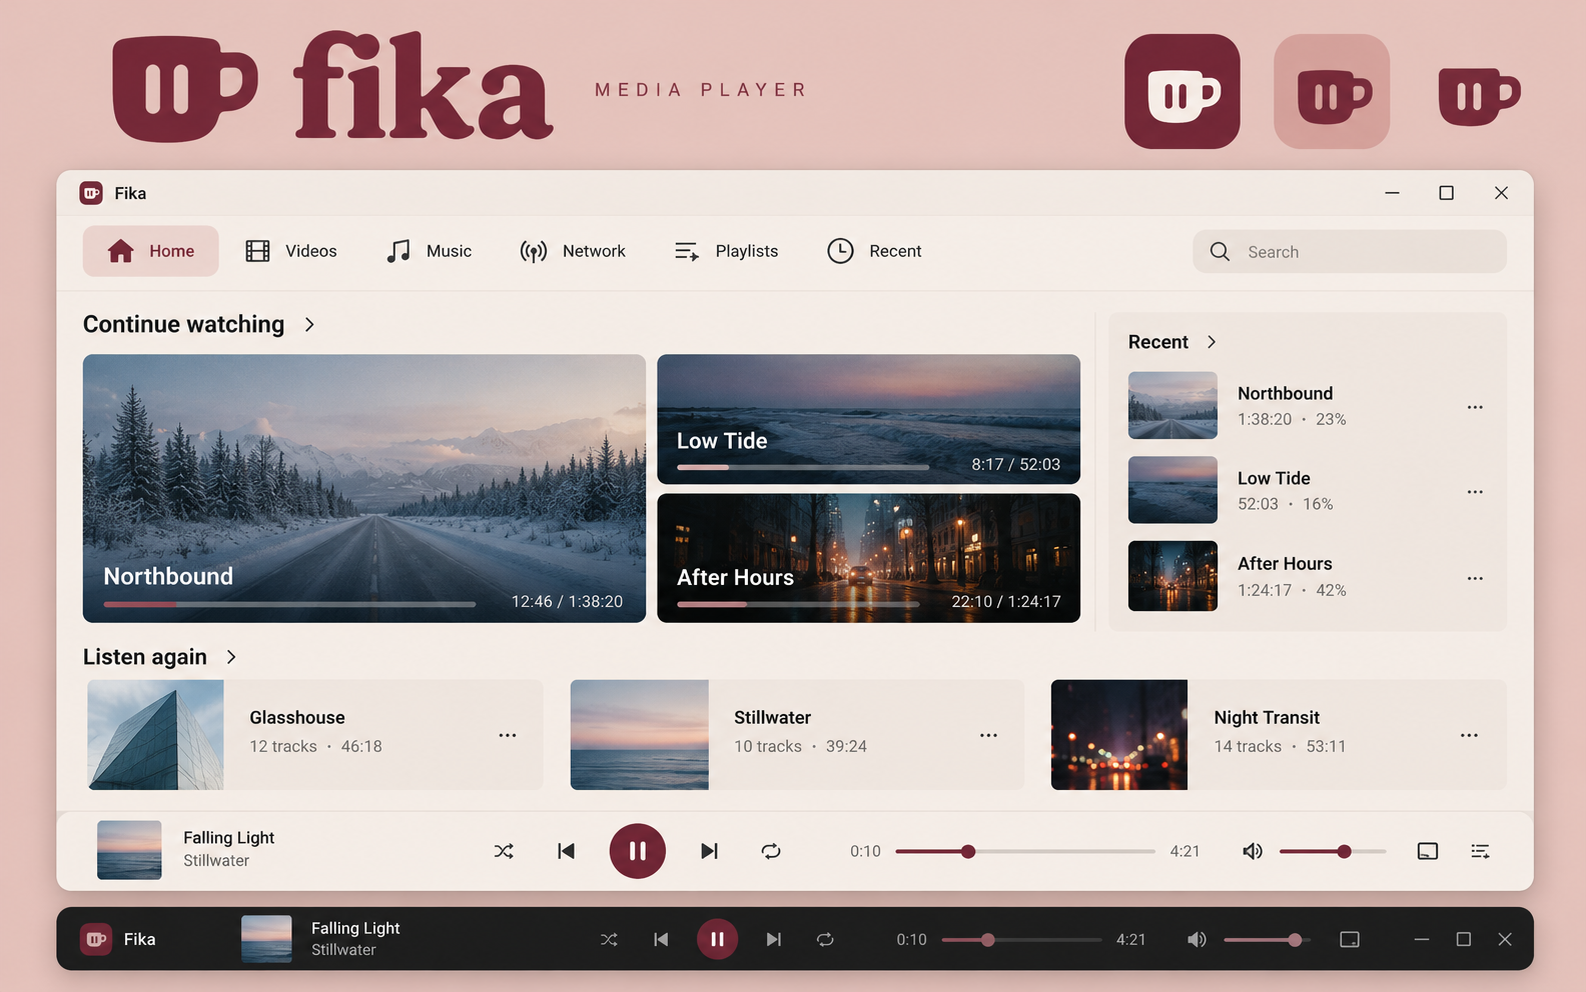 fika
MEDIA PLAYER
Fika
Home
Videos
Music
Network
Playlists
Recent
Search
Continue watching
Northbound
12:46 / 1:38:20
Low Tide
8:17 / 52:03
After Hours
22:10 / 1:24:17
Recent
Northbound
1:38:20 • 23%
Low Tide
52:03 • 16%
After Hours
1:24:17 • 42%
Listen again
Glasshouse
12 tracks • 46:18
Stillwater
10 tracks • 39:24
Night Transit
14 tracks • 53:11
Falling Light
Stillwater
0:10
4:21
Fika
Falling Light
Stillwater
0:10
4:21